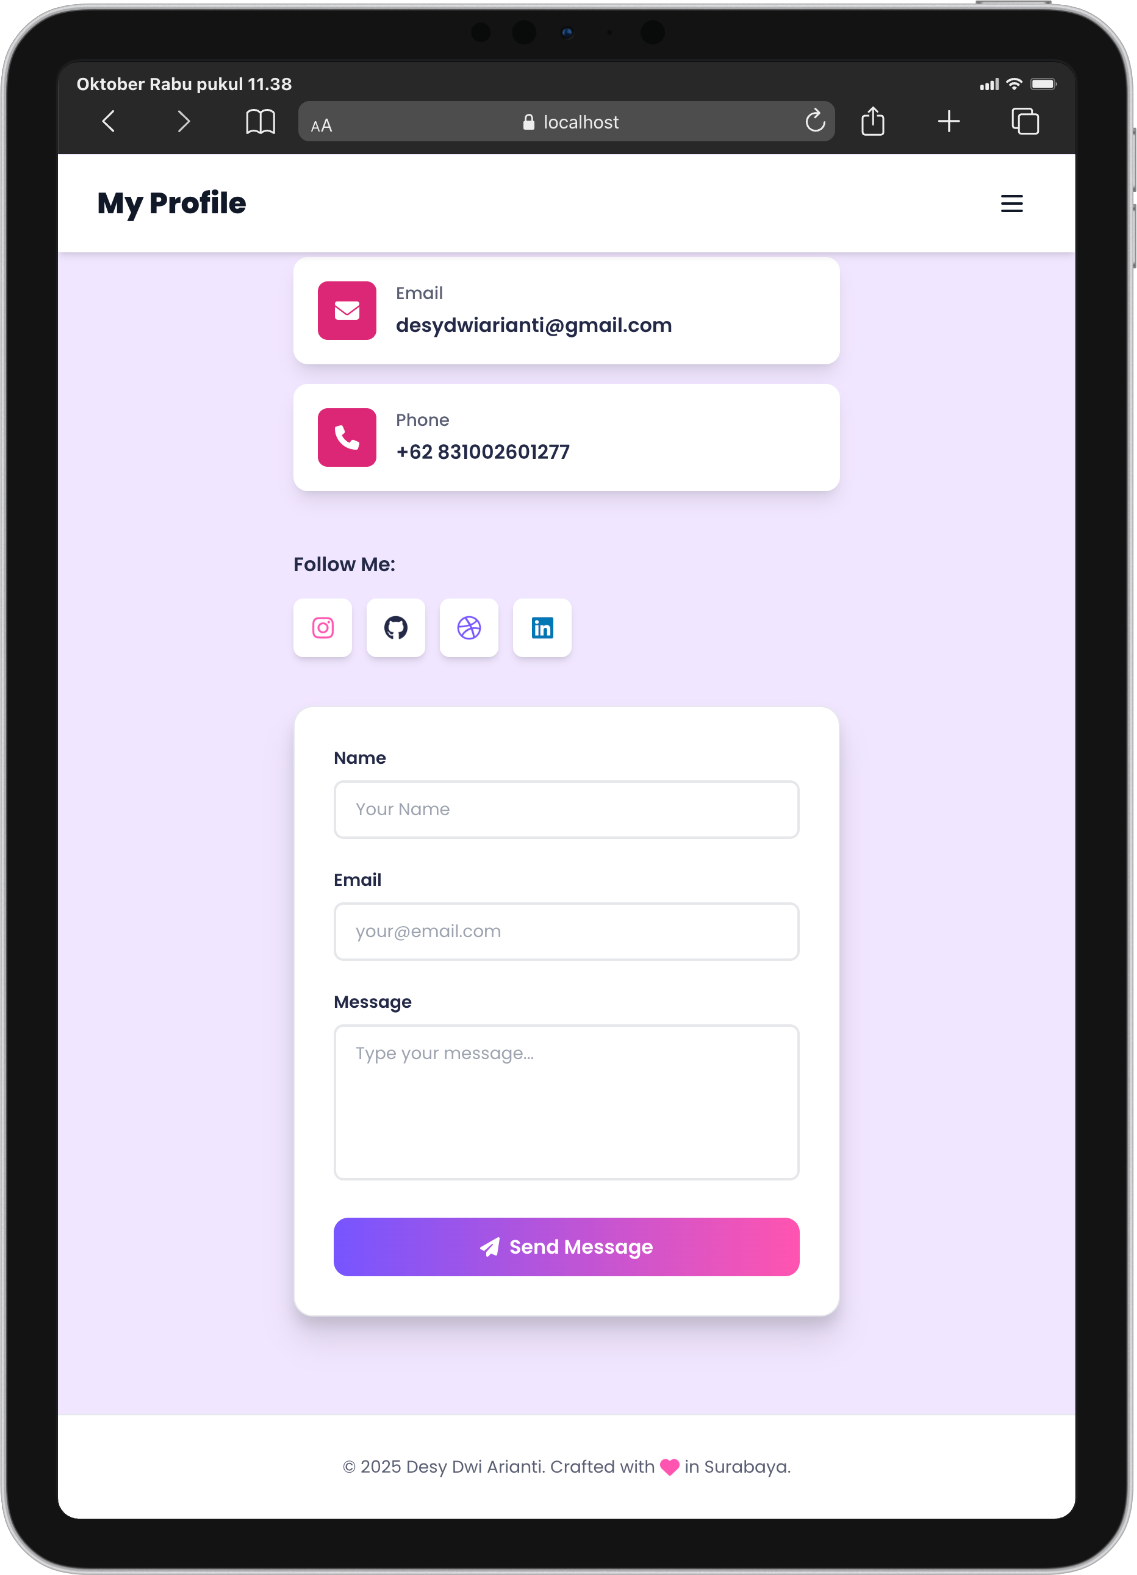 Oktober Rabu pukul 11.38
AA localhost
My Profile
Email
desydwiarianti@gmail.com
Phone
+62 831002601277
Follow Me:
in
Name
Your Name
Email
your@email.com
Message
Type your message...
Send Message
© 2025 Desy Dwi Arianti. Crafted with in Surabaya.